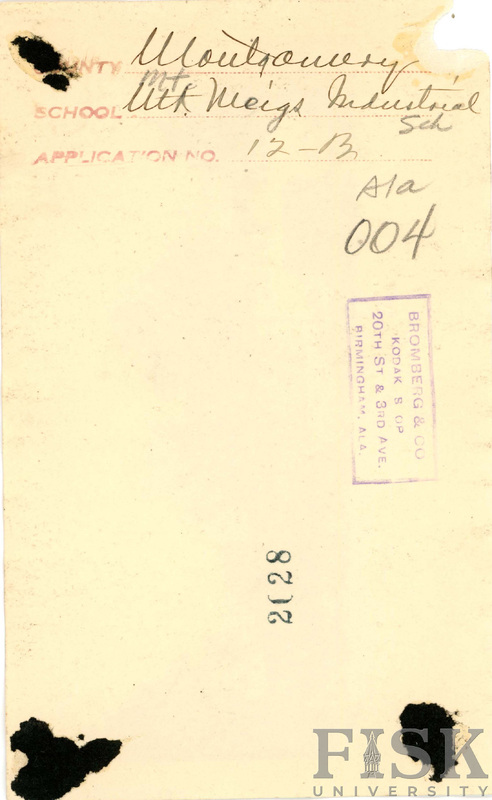 COUNTY Montgomery
Mt.
SCHOOL Mt. Meigs Industrial
Sch
APPLICATION NO. 12-B
Ala
004
BROMBERG & CO
KODAK S OP
20TH ST & 3RD AVE.
BIRMINGHAM, ALA.
2128
FISK
UNIVERSITY